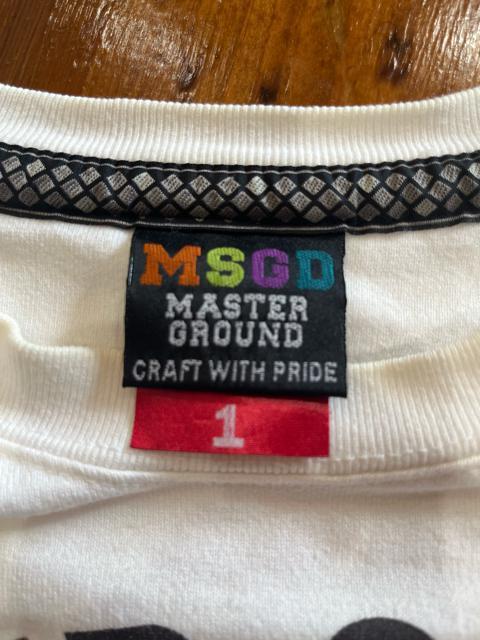 MSGD
MASTER
GROUND
CRAFT WITH PRIDE
1